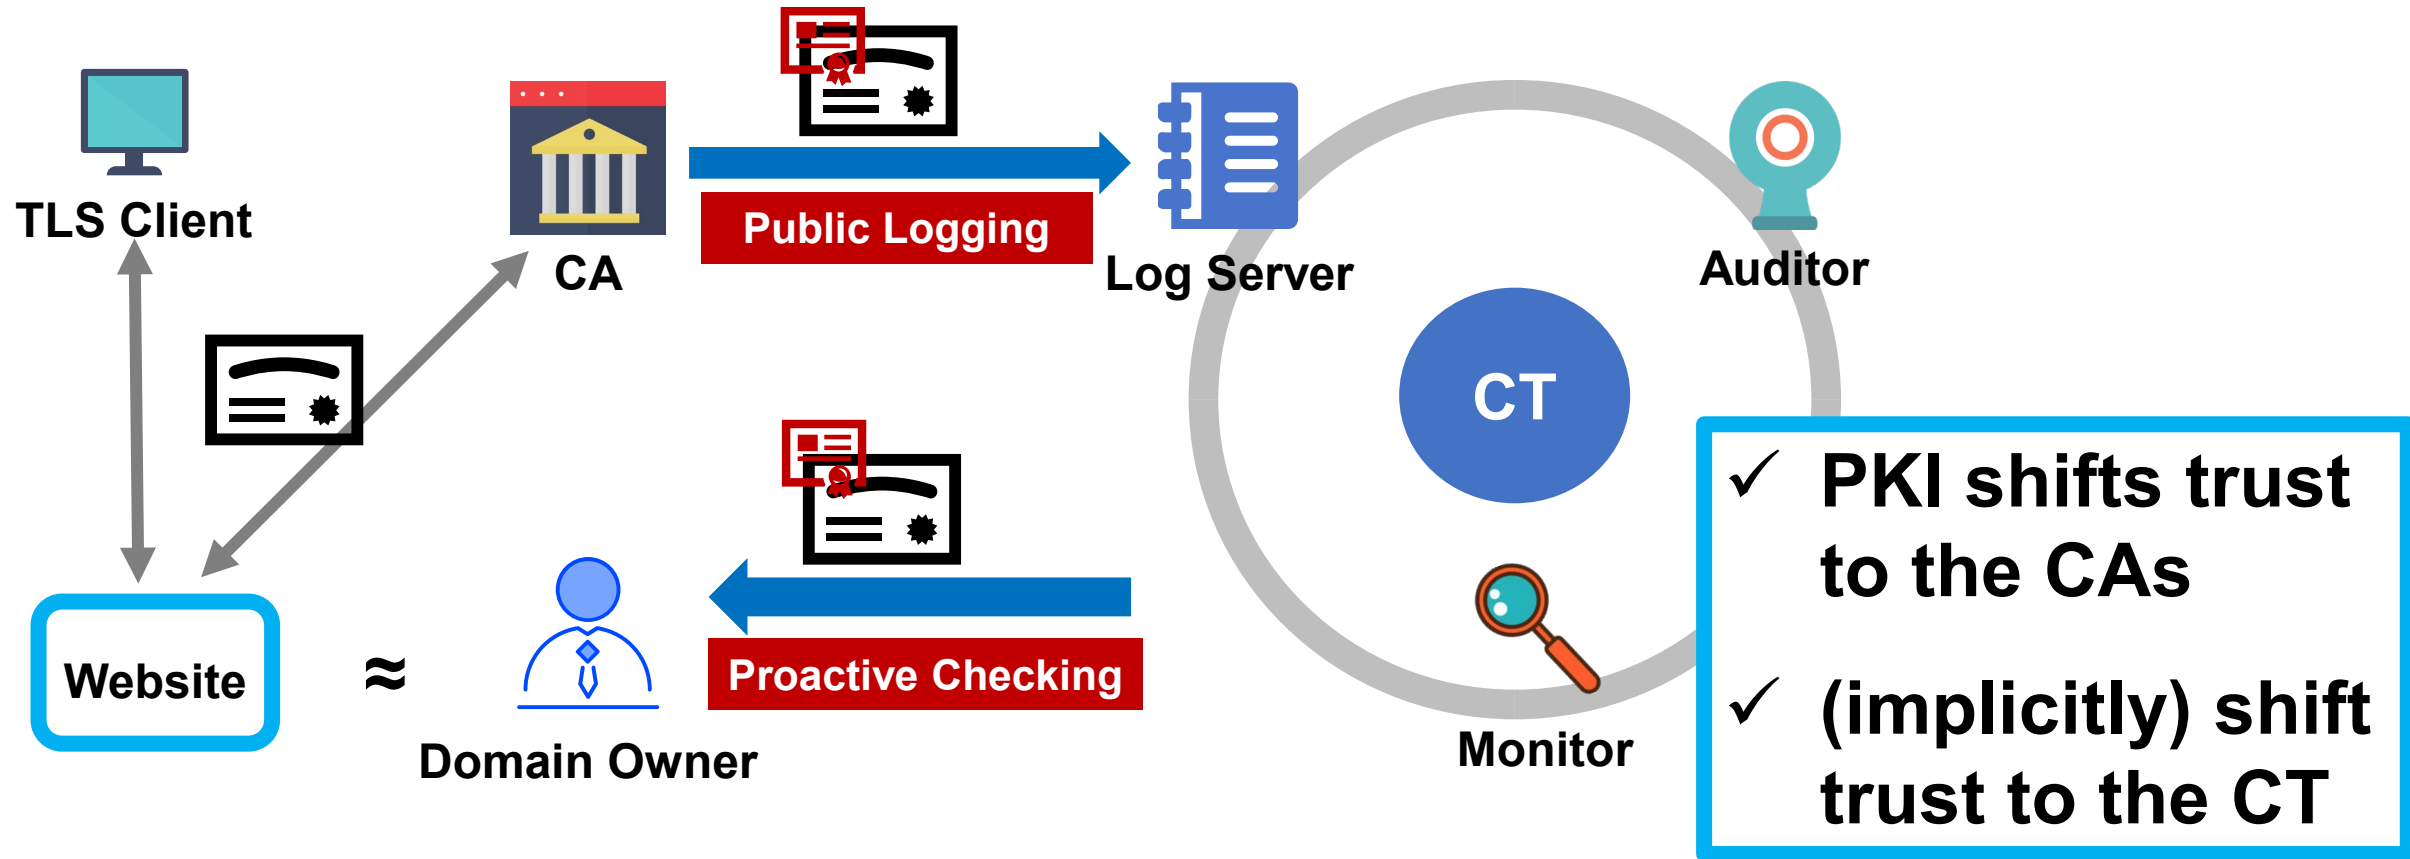 TLS Client
CA
Public Logging
Log Server
Auditor
CT
Website
≈
Domain Owner
Proactive Checking
Monitor
✓ PKI shifts trust
to the CAs
✓ (implicitly) shift
trust to the CT